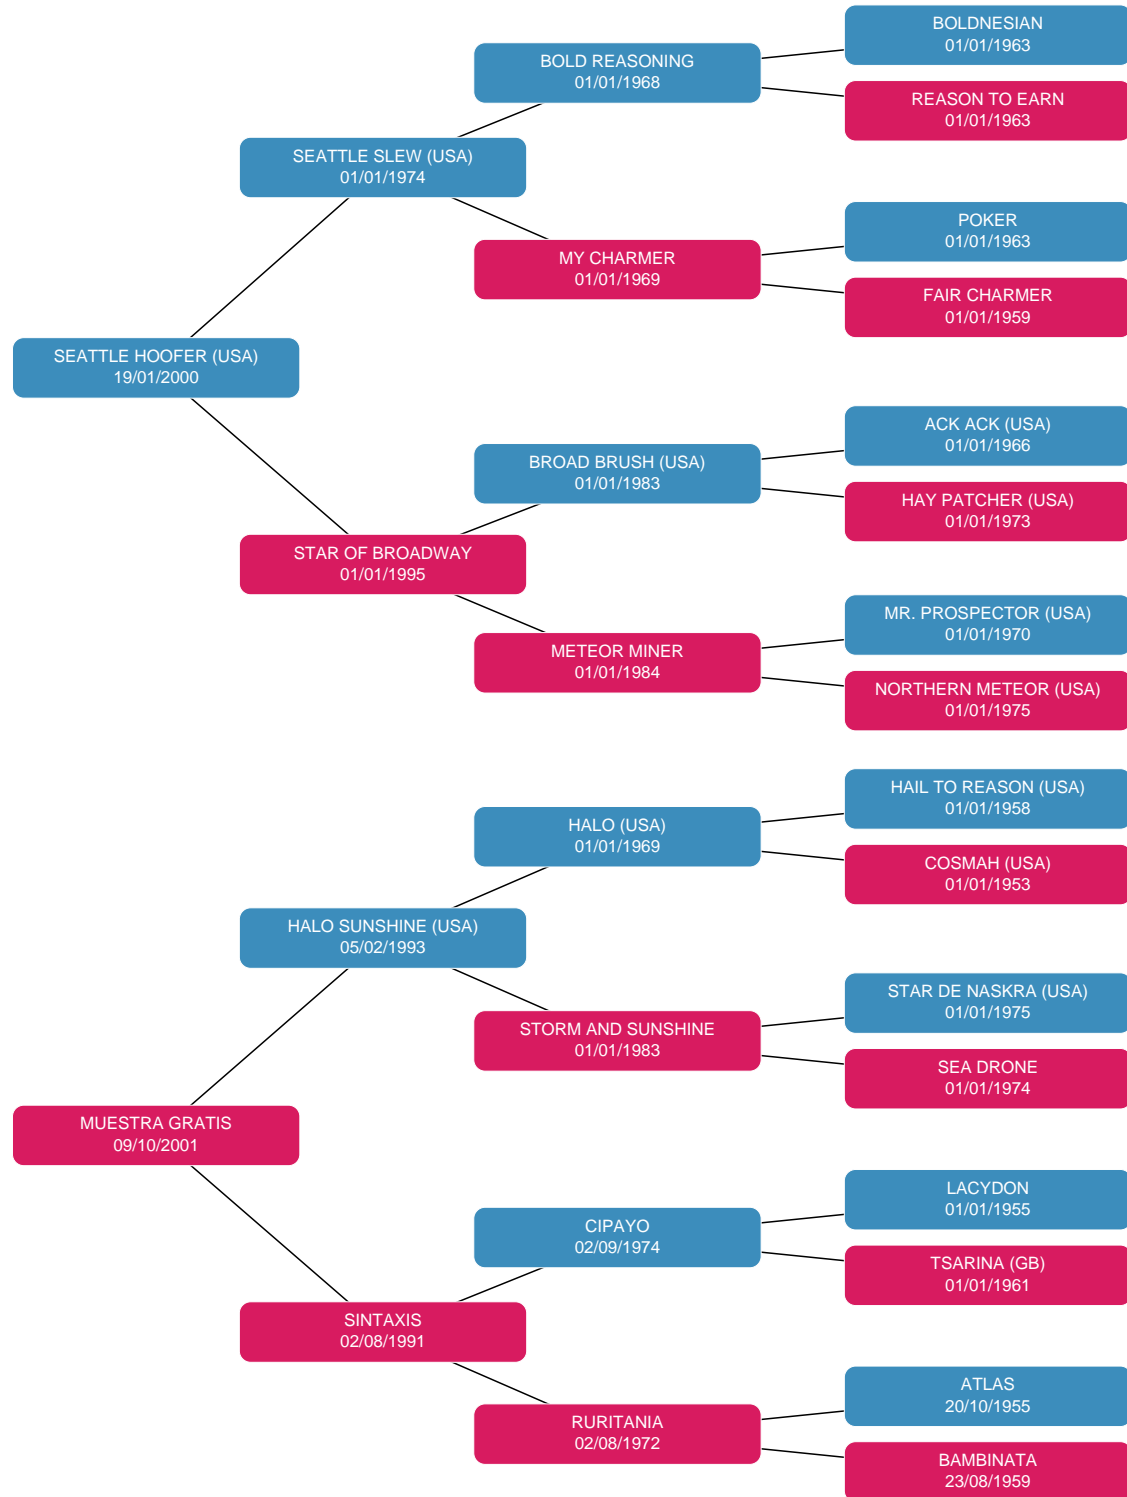 BOLDNESIAN
01/01/1963
BOLD REASONING
01/01/1968
REASON TO EARN
01/01/1963
SEATTLE SLEW (USA)
01/01/1974
POKER
01/01/1963
MY CHARMER
01/01/1969
FAIR CHARMER
01/01/1959
SEATTLE HOOFER (USA)
19/01/2000
ACK ACK (USA)
01/01/1966
BROAD BRUSH (USA)
01/01/1983
HAY PATCHER (USA)
01/01/1973
STAR OF BROADWAY
01/01/1995
MR. PROSPECTOR (USA)
01/01/1970
METEOR MINER
01/01/1984
NORTHERN METEOR (USA)
01/01/1975
HAIL TO REASON (USA)
01/01/1958
HALO (USA)
01/01/1969
COSMAH (USA)
01/01/1953
HALO SUNSHINE (USA)
05/02/1993
STAR DE NASKRA (USA)
01/01/1975
STORM AND SUNSHINE
01/01/1983
SEA DRONE
01/01/1974
MUESTRA GRATIS
09/10/2001
LACYDON
01/01/1955
CIPAYO
02/09/1974
TSARINA (GB)
01/01/1961
SINTAXIS
02/08/1991
ATLAS
20/10/1955
RURITANIA
02/08/1972
BAMBINATA
23/08/1959